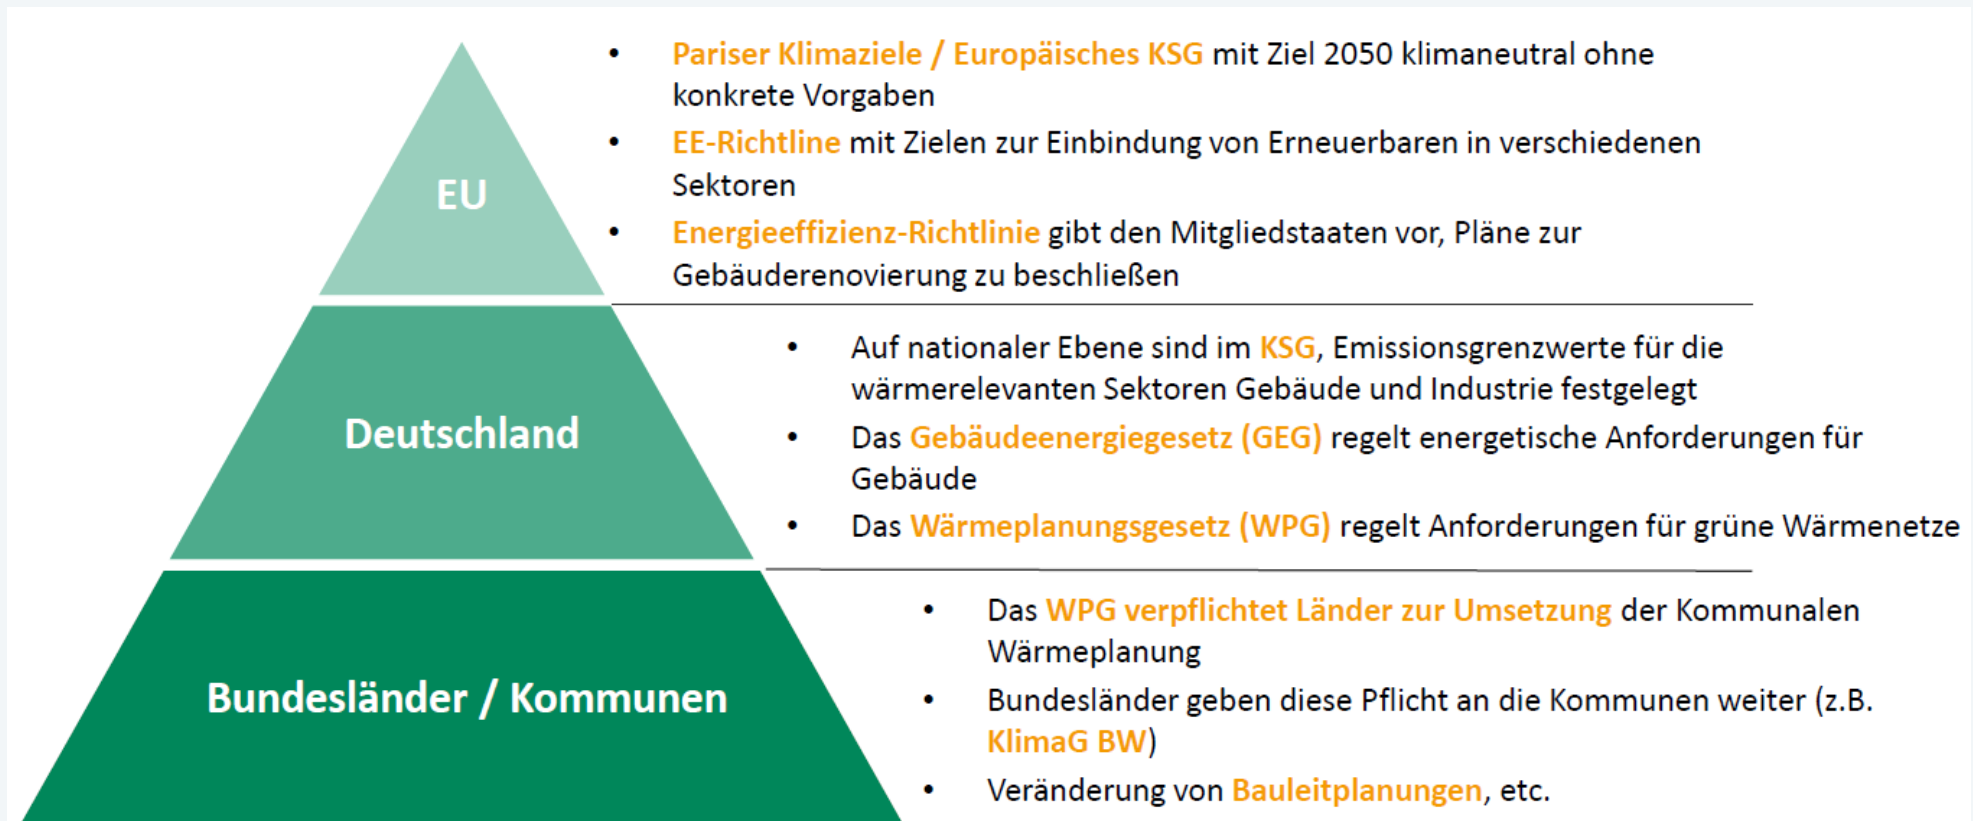 EU
• Pariser Klimaziele / Europäisches KSG mit Ziel 2050 klimaneutral ohne
konkrete Vorgaben
• EE-Richtline mit Zielen zur Einbindung von Erneuerbaren in verschiedenen
Sektoren
• Energieeffizienz-Richtlinie gibt den Mitgliedstaaten vor, Pläne zur
Gebäuderenovierung zu beschließen
Deutschland
• Auf nationaler Ebene sind im KSG, Emissionsgrenzwerte für die
wärmerelevanten Sektoren Gebäude und Industrie festgelegt
• Das Gebäudeenergiegesetz (GEG) regelt energetische Anforderungen für
Gebäude
• Das Wärmeplanungsgesetz (WPG) regelt Anforderungen für grüne Wärmenetze
Bundesländer / Kommunen
• Das WPG verpflichtet Länder zur Umsetzung der Kommunalen
Wärmeplanung
• Bundesländer geben diese Pflicht an die Kommunen weiter (z.B.
KlimaG BW)
• Veränderung von Bauleitplanungen, etc.